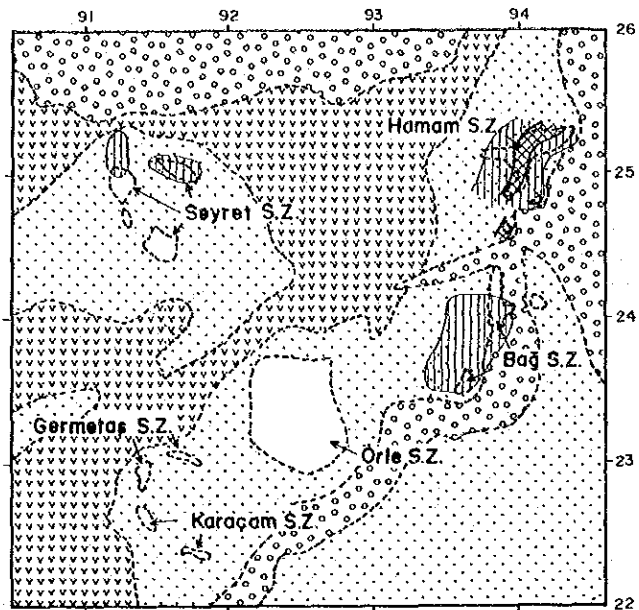 91 92 93 94
26
Hamam S.Z.
25
Seyret S.Z.
24
Bağ S.Z.
Germetaş S.Z.
Örle S.Z.
23
Karaçam S.Z.
22